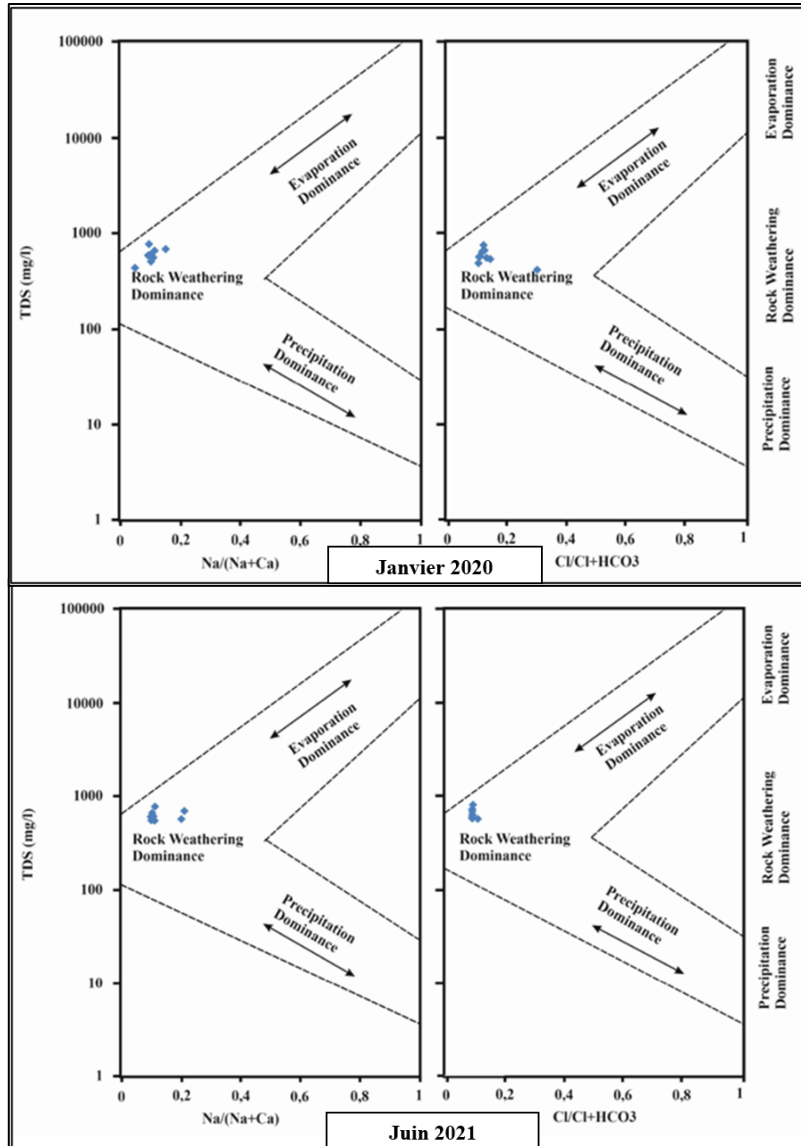 100000
10000
1000
100
10
1
TDS (mg/l)
Evaporation
Dominance
Rock Weathering
Dominance
Precipitation
Dominance
0 0,2 0,4 0,6 0,8 1
Na/(Na+Ca)
Evaporation
Dominance
Rock Weathering
Dominance
Precipitation
Dominance
0 0,2 0,4 0,6 0,8 1
Cl/Cl+HCO3
Evaporation
Dominance
Rock Weathering
Dominance
Precipitation
Dominance
Janvier 2020
100000
10000
1000
100
10
1
TDS (mg/l)
Evaporation
Dominance
Rock Weathering
Dominance
Precipitation
Dominance
0 0,2 0,4 0,6 0,8 1
Na/(Na+Ca)
Evaporation
Dominance
Rock Weathering
Dominance
Precipitation
Dominance
0 0,2 0,4 0,6 0,8 1
Cl/Cl+HCO3
Evaporation
Dominance
Rock Weathering
Dominance
Precipitation
Dominance
Juin 2021